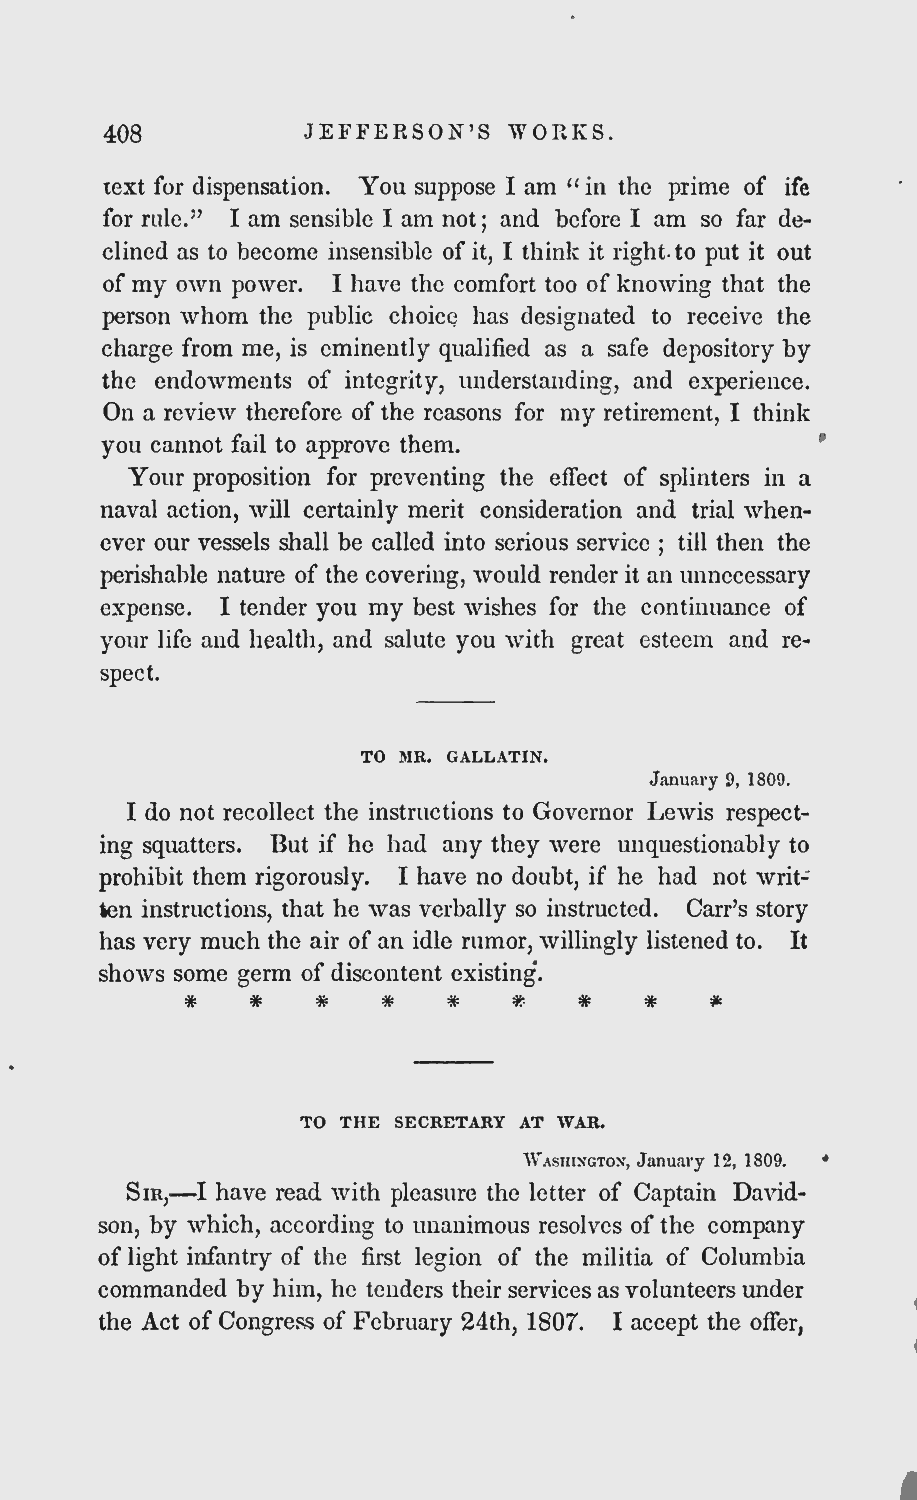 408 JEFFERSON'S WORKS.
text for dispensation. You suppose I am "in the prime of ife
for rule." I am sensible I am not; and before I am so far de-
clined as to become insensible of it, I think it right to put it out
of my own power. I have the comfort too of knowing that the
person whom the public choice has designated to receive the
charge from me, is eminently qualified as a safe depository by
the endowments of integrity, understanding, and experience.
On a review therefore of the reasons for my retirement, I think
you cannot fail to approve them.
Your proposition for preventing the effect of splinters in a
naval action, will certainly merit consideration and trial when-
ever our vessels shall be called into serious service ; till then the
perishable nature of the covering, would render it an unnecessary
expense. I tender you my best wishes for the continuance of
your life and health, and salute you with great esteem and re-
spect.
TO MR. GALLATIN.
January 9, 1809.
I do not recollect the instructions to Governor Lewis respect-
ing squatters. But if he had any they were unquestionably to
prohibit them rigorously. I have no doubt, if he had not writ-
ten instructions, that he was verbally so instructed. Carr's story
has very much the air of an idle rumor, willingly listened to. It
shows some germ of discontent existing.
* * * * * * * * *
TO THE SECRETARY AT WAR.
WASHINGTON, January 12, 1809.
SIR,—I have read with pleasure the letter of Captain David-
son, by which, according to unanimous resolves of the company
of light infantry of the first legion of the militia of Columbia
commanded by him, he tenders their services as volunteers under
the Act of Congress of February 24th, 1807. I accept the offer,